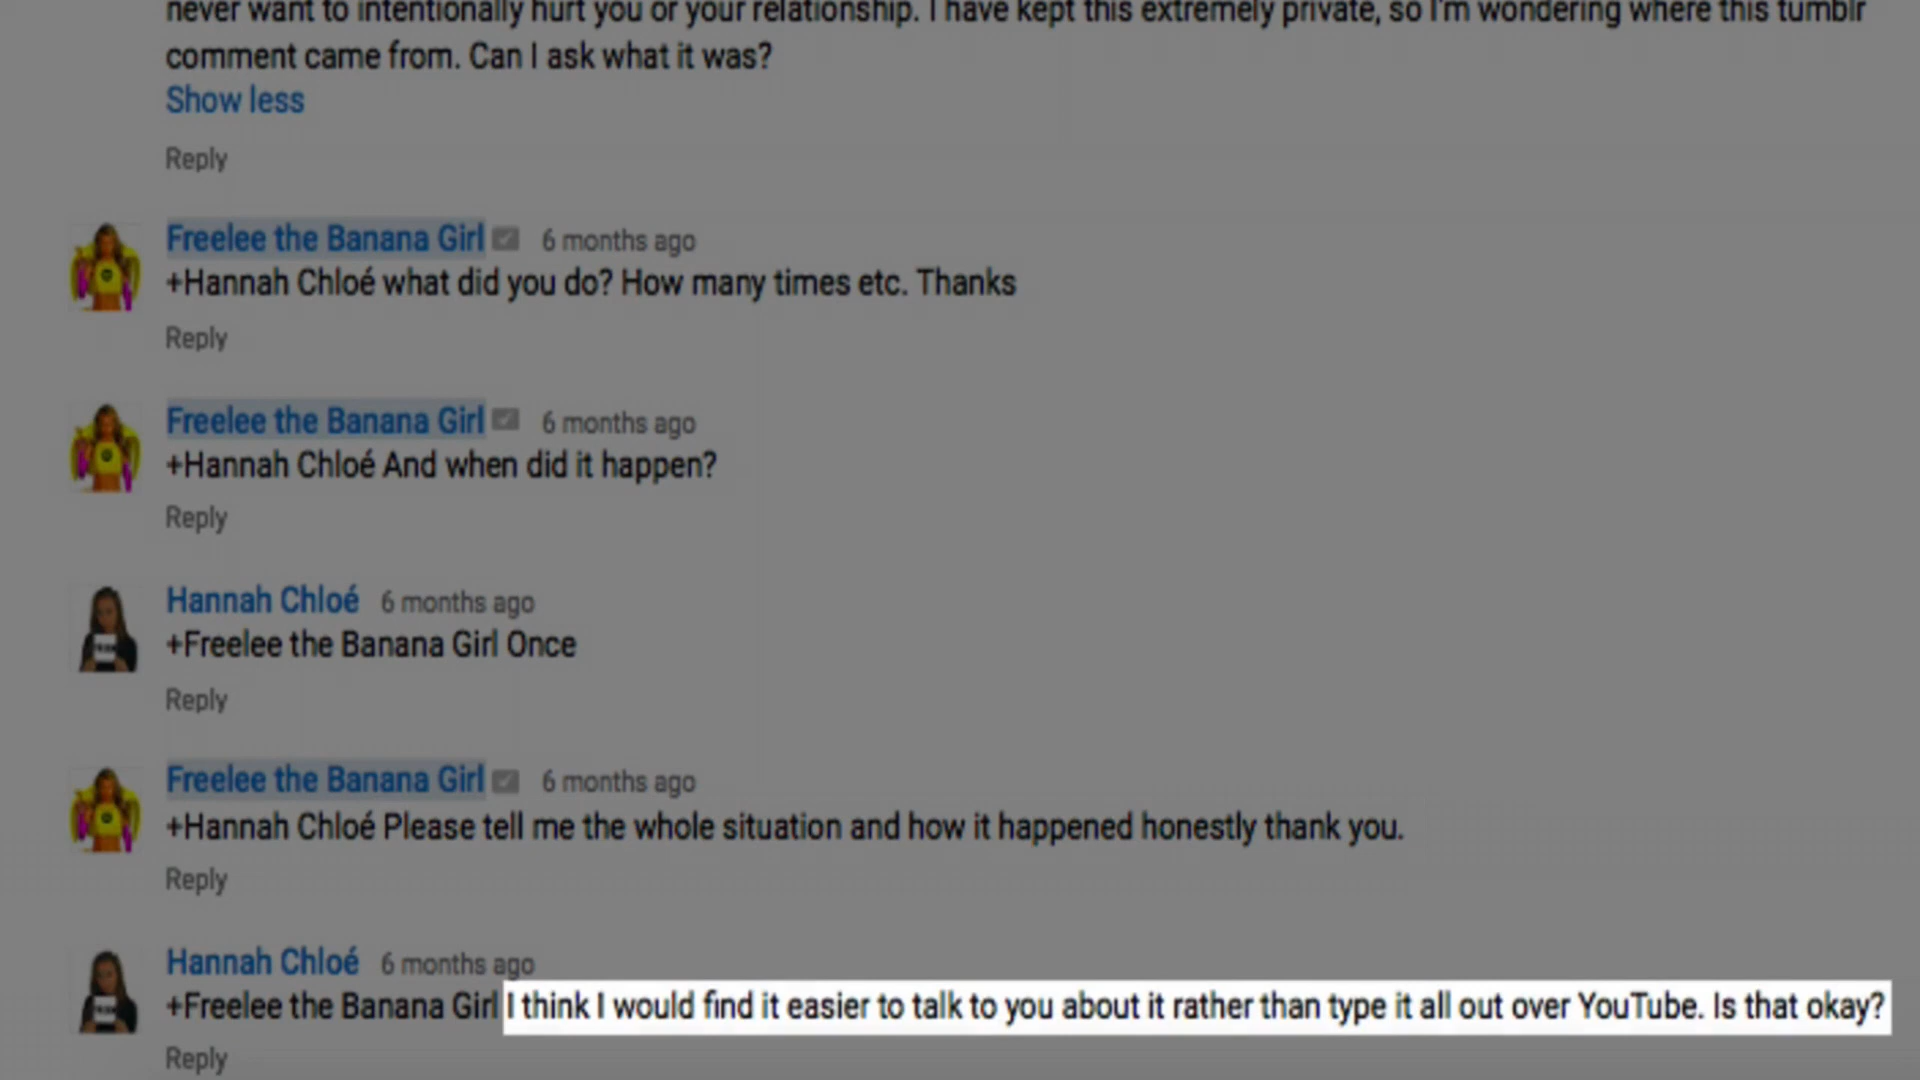 never want to intentionally hurt you or your relationship. I have kept this extremely private, so I'm wondering where this tumblr
comment came from. Can I ask what it was?
Show less
Reply
Freelee the Banana Girl 6 months ago
+Hannah Chloé what did you do? How many times etc. Thanks
Reply
Freelee the Banana Girl 6 months ago
+Hannah Chloé And when did it happen?
Reply
Hannah Chloé 6 months ago
+Freelee the Banana Girl Once
Reply
Freelee the Banana Girl 6 months ago
+Hannah Chloé Please tell me the whole situation and how it happened honestly thank you.
Reply
Hannah Chloé 6 months ago
+Freelee the Banana Girl I think I would find it easier to talk to you about it rather than type it all out over YouTube. Is that okay?
Reply